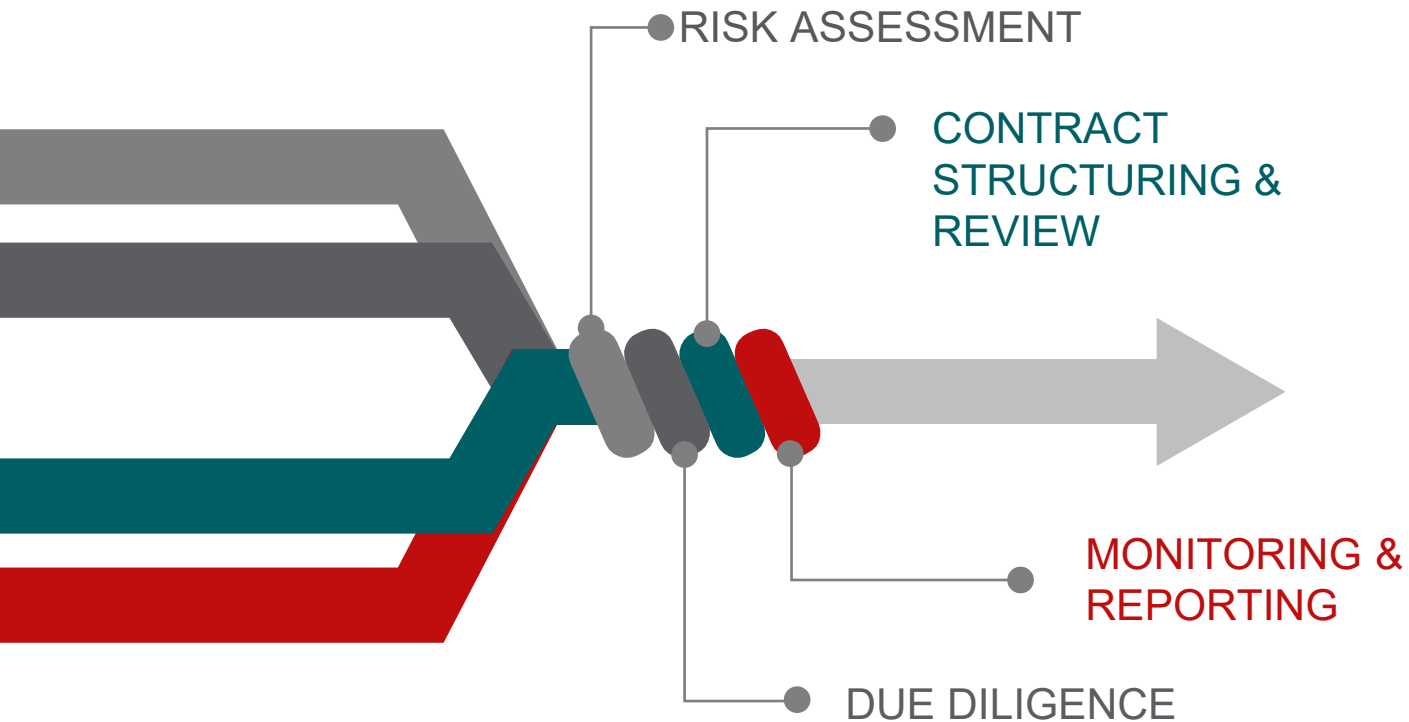 RISK ASSESSMENT
CONTRACT
STRUCTURING &
REVIEW
MONITORING &
REPORTING
DUE DILIGENCE